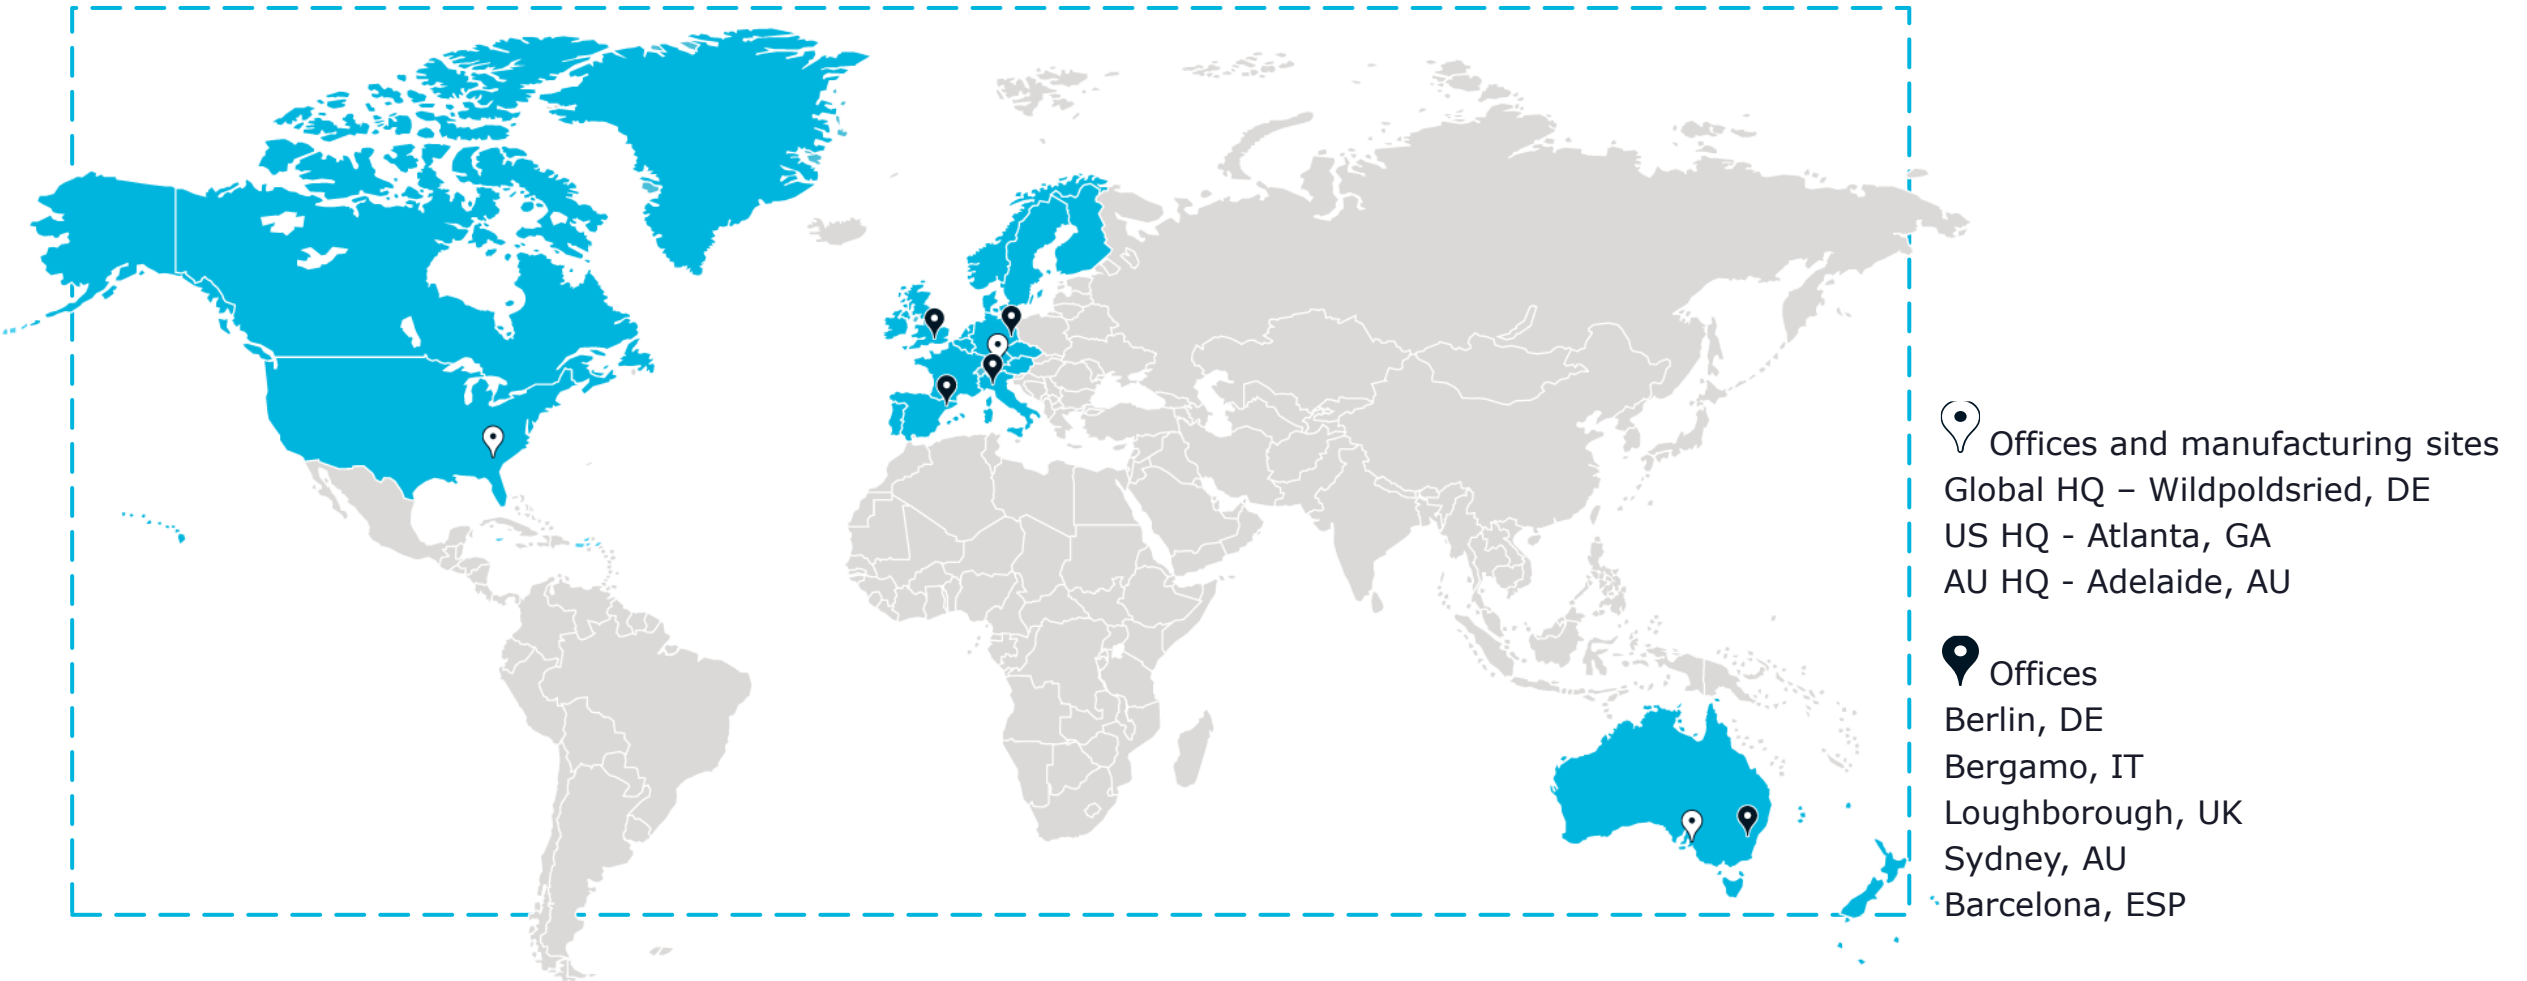 Offices and manufacturing sites
Global HQ – Wildpoldsried, DE
US HQ - Atlanta, GA
AU HQ - Adelaide, AU
Offices
Berlin, DE
Bergamo, IT
Loughborough, UK
Sydney, AU
Barcelona, ESP